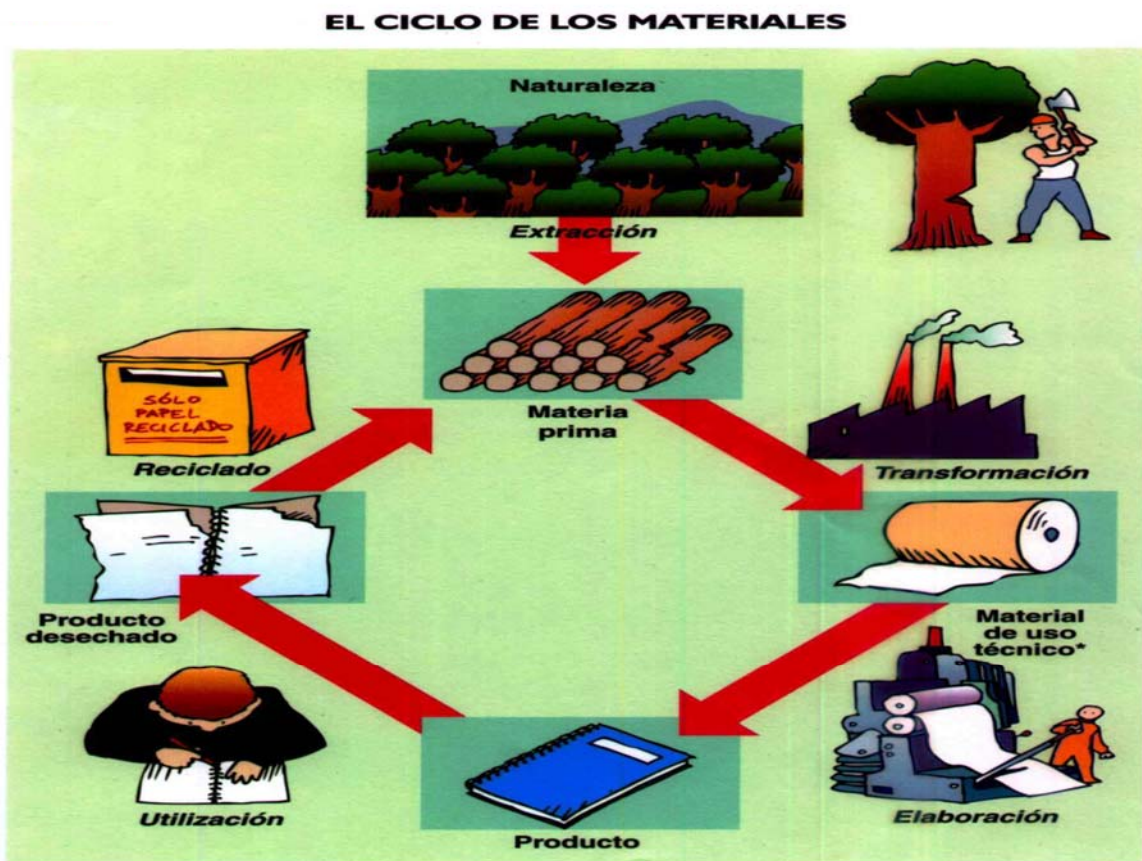 EL CICLO DE LOS MATERIALES
Naturaleza
Extracción
SÓLO
PAPEL
RECICLADO
Materia
prima
Reciclado
Transformación
Producto
desechado
Material
de uso
técnico*
Utilización
Producto
Elaboración